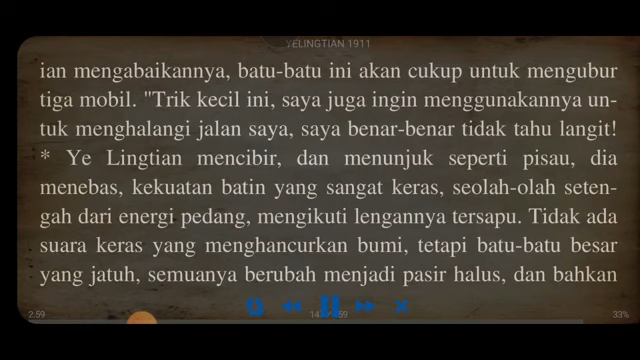 YELINGTIAN 1911
ian mengabaikannya, batu-batu ini akan cukup untuk mengubur
tiga mobil. "Trik kecil ini, saya juga ingin menggunakannya un-
tuk menghalangi jalan saya, saya benar-benar tidak tahu langit!
* Ye Lingtian mencibir, dan menunjuk seperti pisau, dia
menebas, kekuatan batin yang sangat keras, seolah-olah seten-
gah dari energi pedang, mengikuti lengannya tersapu. Tidak ada
suara keras yang menghancurkan bumi, tetapi batu-batu besar
yang jatuh, semuanya berubah menjadi pasir halus, dan bahkan
2:59
33%